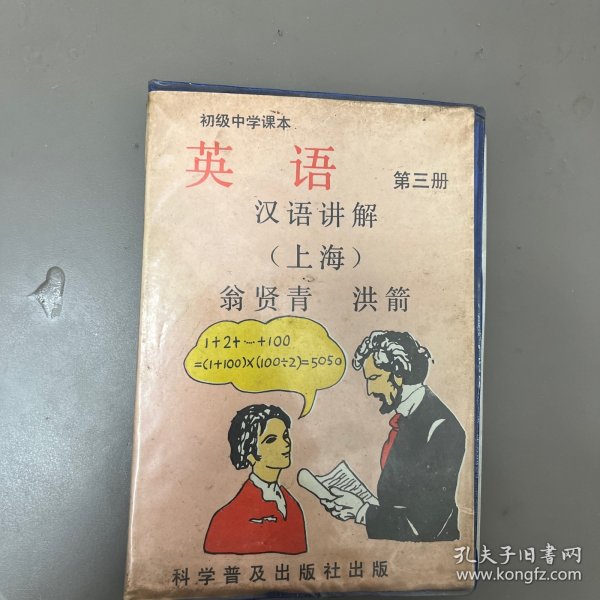 初级中学课本
英 语 第三册
汉语讲解
（上海）
翁贤青 洪箭
1+2+…+100
=(1+100)×(100÷2)=5050
科学普及出版社出版
孔夫子旧书网
www.kongfz.com